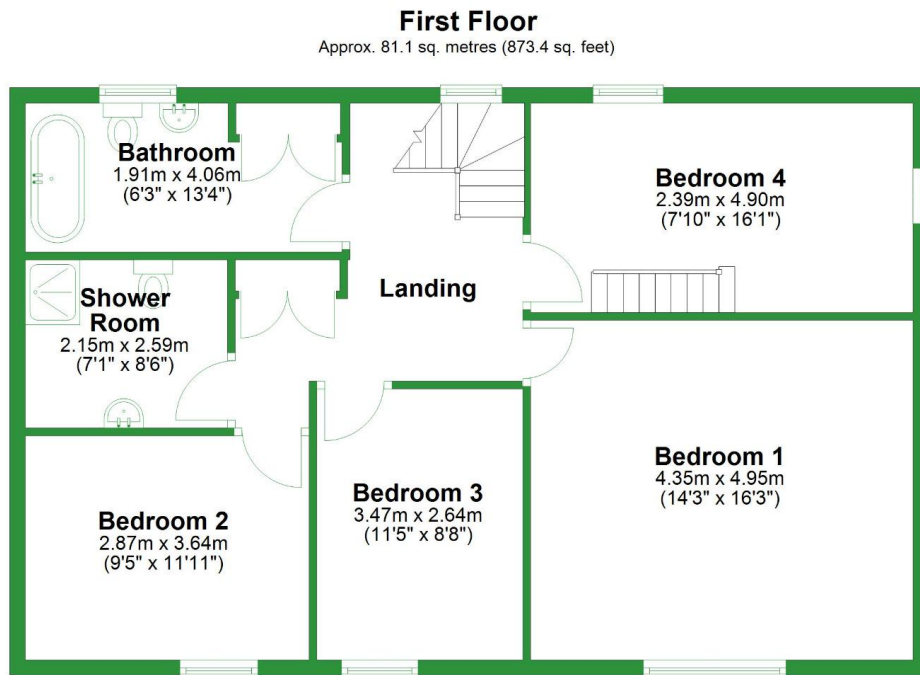 First Floor
Approx. 81.1 sq. metres (873.4 sq. feet)
Bathroom
1.91m x 4.06m
(6'3" x 13'4")
Bedroom 4
2.39m x 4.90m
(7'10" x 16'1")
Shower
Room
2.15m x 2.59m
(7'1" x 8'6")
Landing
Bedroom 1
4.35m x 4.95m
(14'3" x 16'3")
Bedroom 2
2.87m x 3.64m
(9'5" x 11'11")
Bedroom 3
3.47m x 2.64m
(11'5" x 8'8")